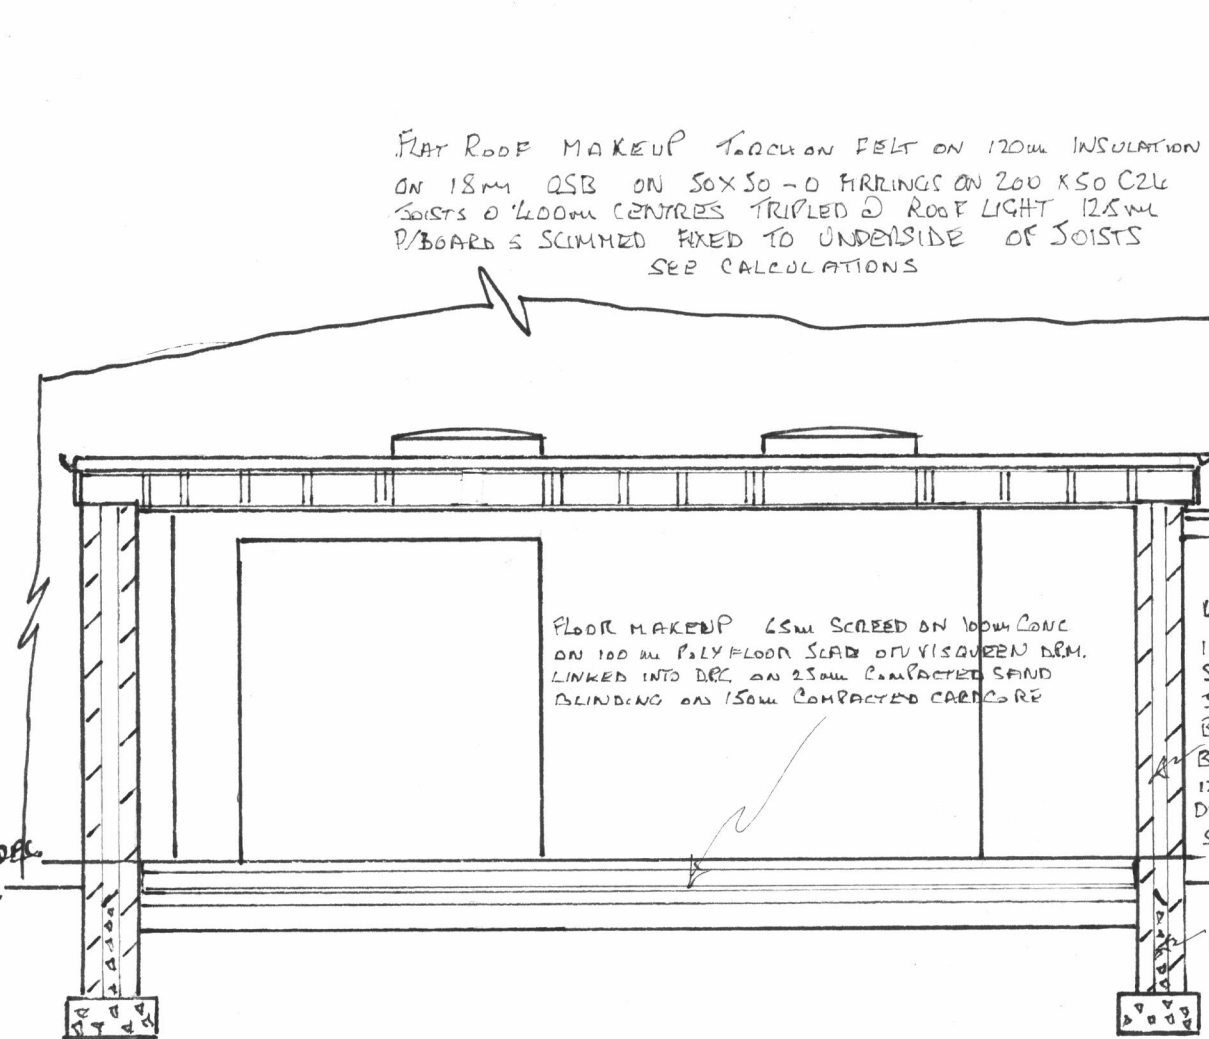 FLAT ROOF MAKEUP TORCH ON FELT ON 120mm INSULATION
ON 18mm OSB ON 50X50-0 FIRRINGS ON 200 X50 C24
JOISTS @ 400mm CENTRES TRIPLED @ ROOF LIGHT 12.5mm
P/BOARD & SCIMMED FIXED TO UNDERSIDE OF JOISTS
SEE CALCULATIONS
FLOOR MAKEUP 65mm SCREED ON 100mm CONC
ON 100 mm POLYFLOOR SLAB ON VISQUEEN D.P.M.
LINKED INTO DPC ON 25mm COMPACTED SAND
BLINDING ON 150mm COMPACTED CARDCORE
DPC